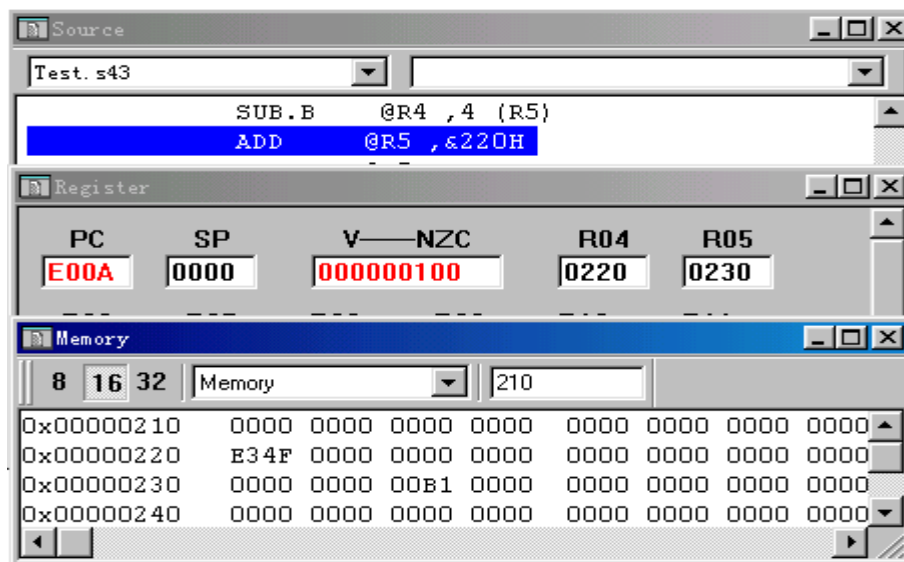 Source
Test.s43
SUB.B @R4 ,4 (R5)
ADD @R5 ,&220H
Register
PC SP V——NZC R04 R05
E00A 0000 000000100 0220 0230
Memory
8 16 32 Memory 210
0x00000210 0000 0000 0000 0000 0000 0000 0000 0000
0x00000220 E34F 0000 0000 0000 0000 0000 0000 0000
0x00000230 0000 0000 00B1 0000 0000 0000 0000 0000
0x00000240 0000 0000 0000 0000 0000 0000 0000 0000